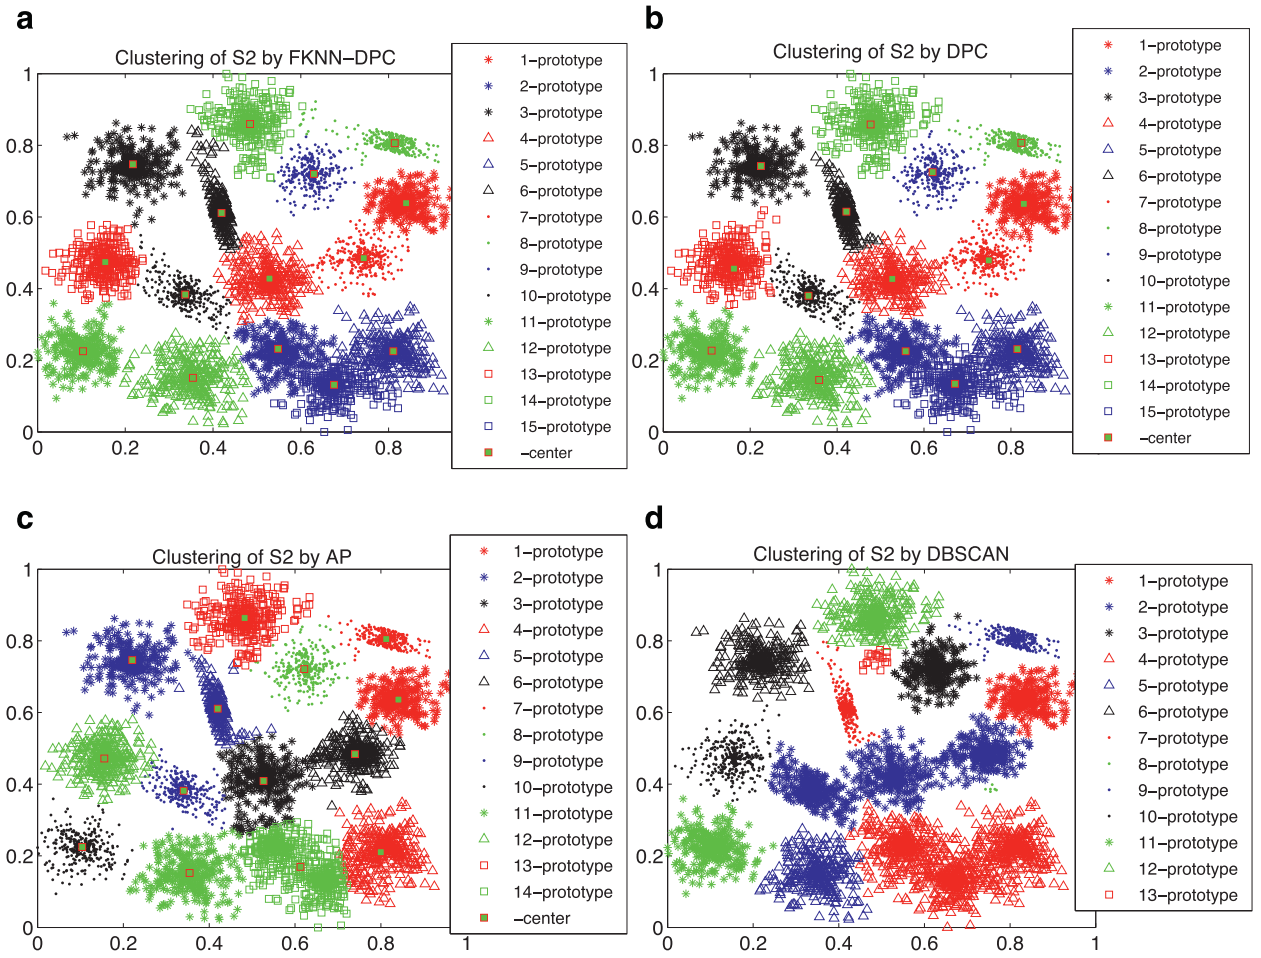 a
Clustering of S2 by FKNN–DPC
1
0.8
0.6
0.4
0.2
0
0
0.2
0.4
0.6
0.8
1–prototype
2–prototype
3–prototype
4–prototype
5–prototype
6–prototype
7–prototype
8–prototype
9–prototype
10–prototype
11–prototype
12–prototype
13–prototype
14–prototype
15–prototype
–center
b
Clustering of S2 by DPC
1
0.8
0.6
0.4
0.2
0
0
0.2
0.4
0.6
0.8
1–prototype
2–prototype
3–prototype
4–prototype
5–prototype
6–prototype
7–prototype
8–prototype
9–prototype
10–prototype
11–prototype
12–prototype
13–prototype
14–prototype
15–prototype
–center
c
Clustering of S2 by AP
1
0.8
0.6
0.4
0.2
0
0
0.2
0.4
0.6
0.8
1
1–prototype
2–prototype
3–prototype
4–prototype
5–prototype
6–prototype
7–prototype
8–prototype
9–prototype
10–prototype
11–prototype
12–prototype
13–prototype
14–prototype
–center
d
Clustering of S2 by DBSCAN
1
0.8
0.6
0.4
0.2
0
0
0.2
0.4
0.6
0.8
1
1–prototype
2–prototype
3–prototype
4–prototype
5–prototype
6–prototype
7–prototype
8–prototype
9–prototype
10–prototype
11–prototype
12–prototype
13–prototype